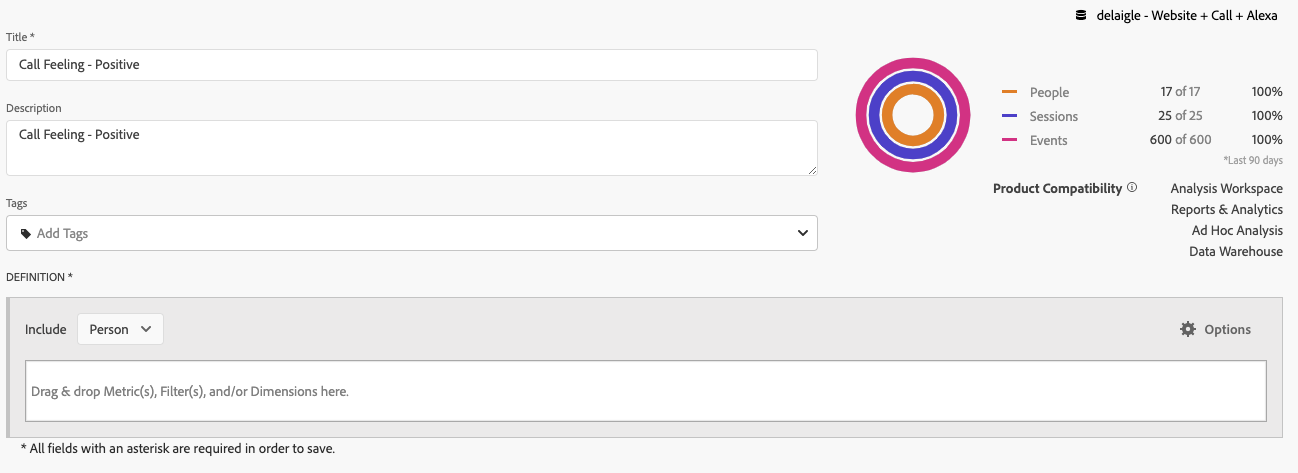 delaigle - Website + Call + Alexa
Title *
Call Feeling - Positive
Description
Call Feeling - Positive
Tags
Add Tags
People 17 of 17 100%
Sessions 25 of 25 100%
Events 600 of 600 100%
*Last 90 days
Product Compatibility Analysis Workspace
Reports & Analytics
Ad Hoc Analysis
Data Warehouse
DEFINITION *
Include Person Options
Drag & drop Metric(s), Filter(s), and/or Dimensions here.
* All fields with an asterisk are required in order to save.